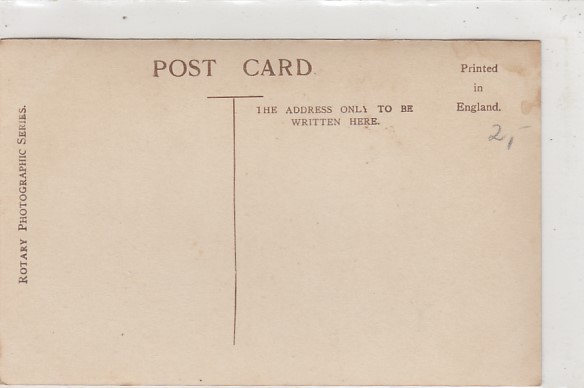 POST CARD
Printed
in
England.
THE ADDRESS ONLY TO BE
WRITTEN HERE.
2,-
ROTARY PHOTOGRAPHIC SERIES.